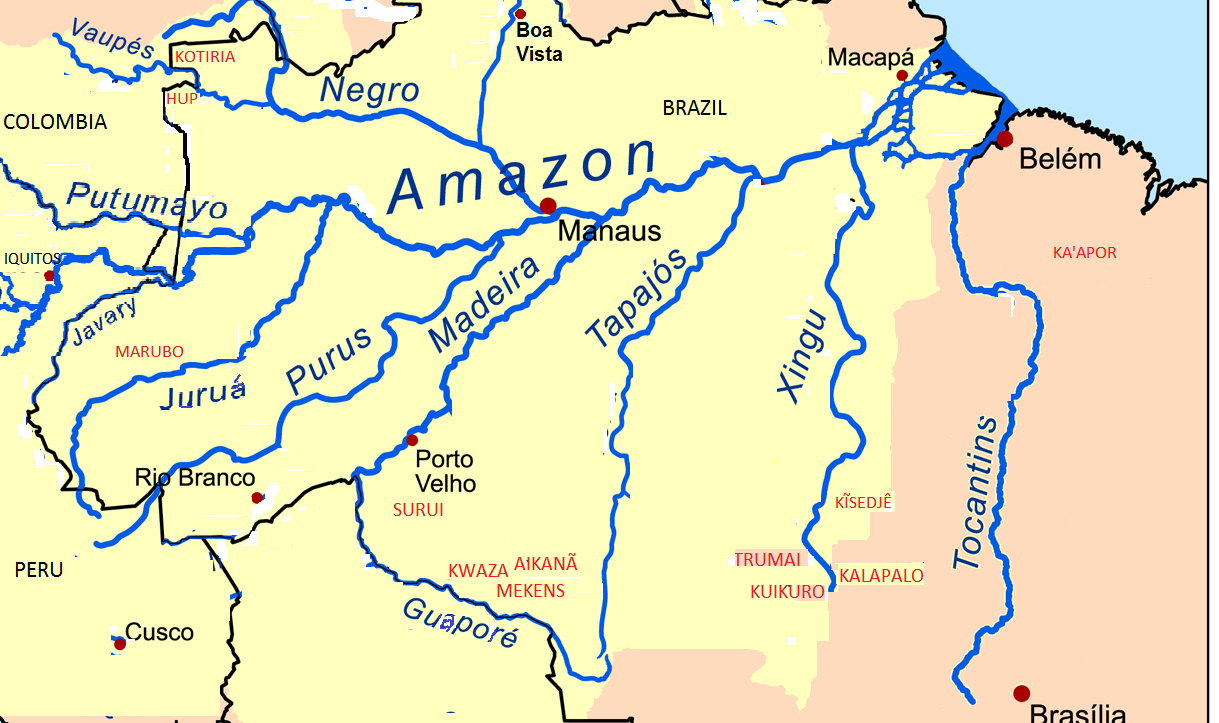 Vaupés
KOTIRIA
Boa
Vista
Macapá
HUP
Negro
BRAZIL
COLOMBIA
Amazon
Belém
Putumayo
Manaus
IQUITOS
KA'APOR
Javary
Madeira
Tapajós
MARUBO
Purus
Xingu
Juruá
Rio Branco
Porto
Velho
Tocantins
SURUI
KĨSEDJÊ
PERU
KWAZA
AIKANÃ
MEKENS
TRUMAI
KALAPALO
KUIKURO
Guaporé
Cusco
Brasília